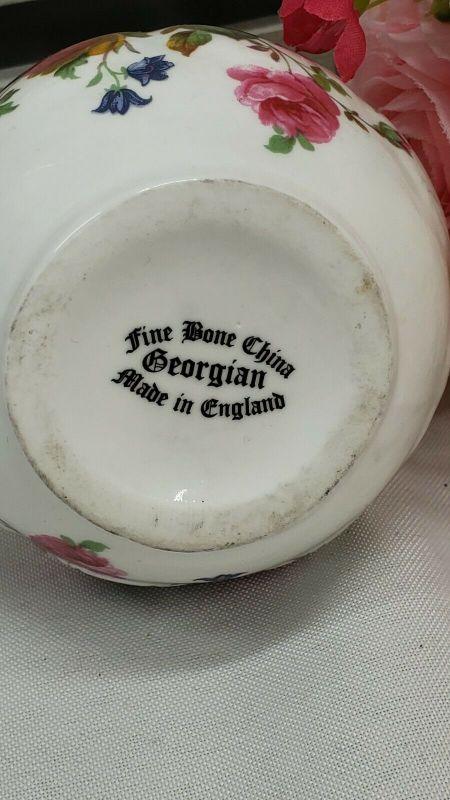 Fine Bone China
Georgian
Made in England